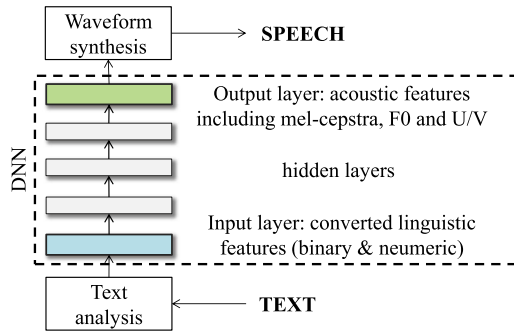 Waveform
synthesis
SPEECH
DNN
Output layer: acoustic features
including mel-cepstra, F0 and U/V
hidden layers
Input layer: converted linguistic
features (binary & neumeric)
Text
analysis
TEXT